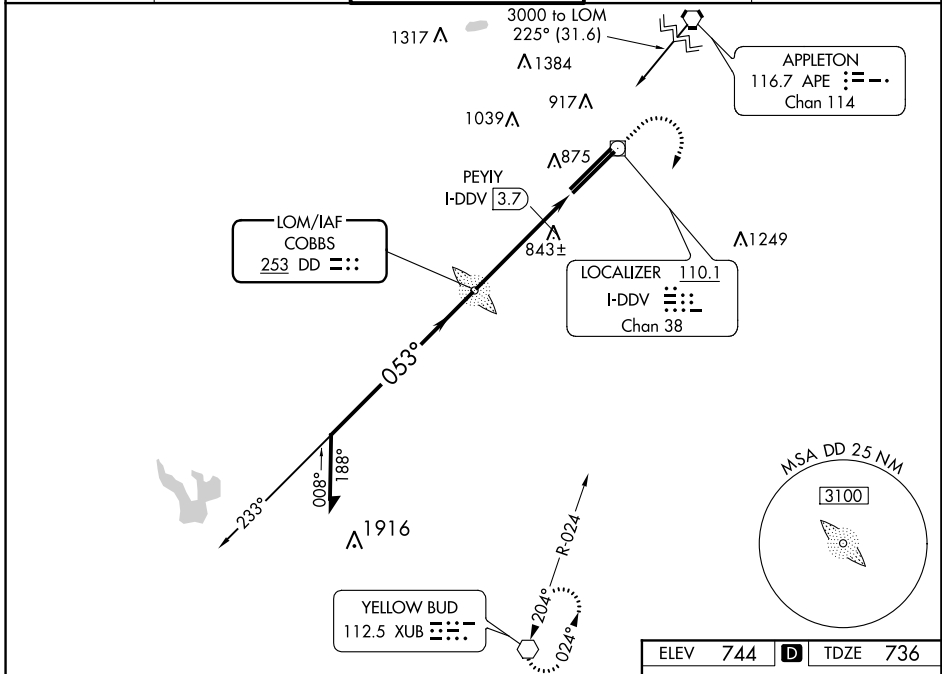 3000 to LOM
225° (31.6)
1317
1384
APPLETON
116.7 APE
Chan 114
917
1039
875
PEYIY
I-DDV 3.7
LOM/IAF
COBBS
253 DD
843±
1249
LOCALIZER 110.1
I-DDV
Chan 38
053°
MSA DD 25 NM
3100
008°
188°
233°
1916
R-024
YELLOW BUD
112.5 XUB
204°
024°
ELEV 744 D TDZE 736